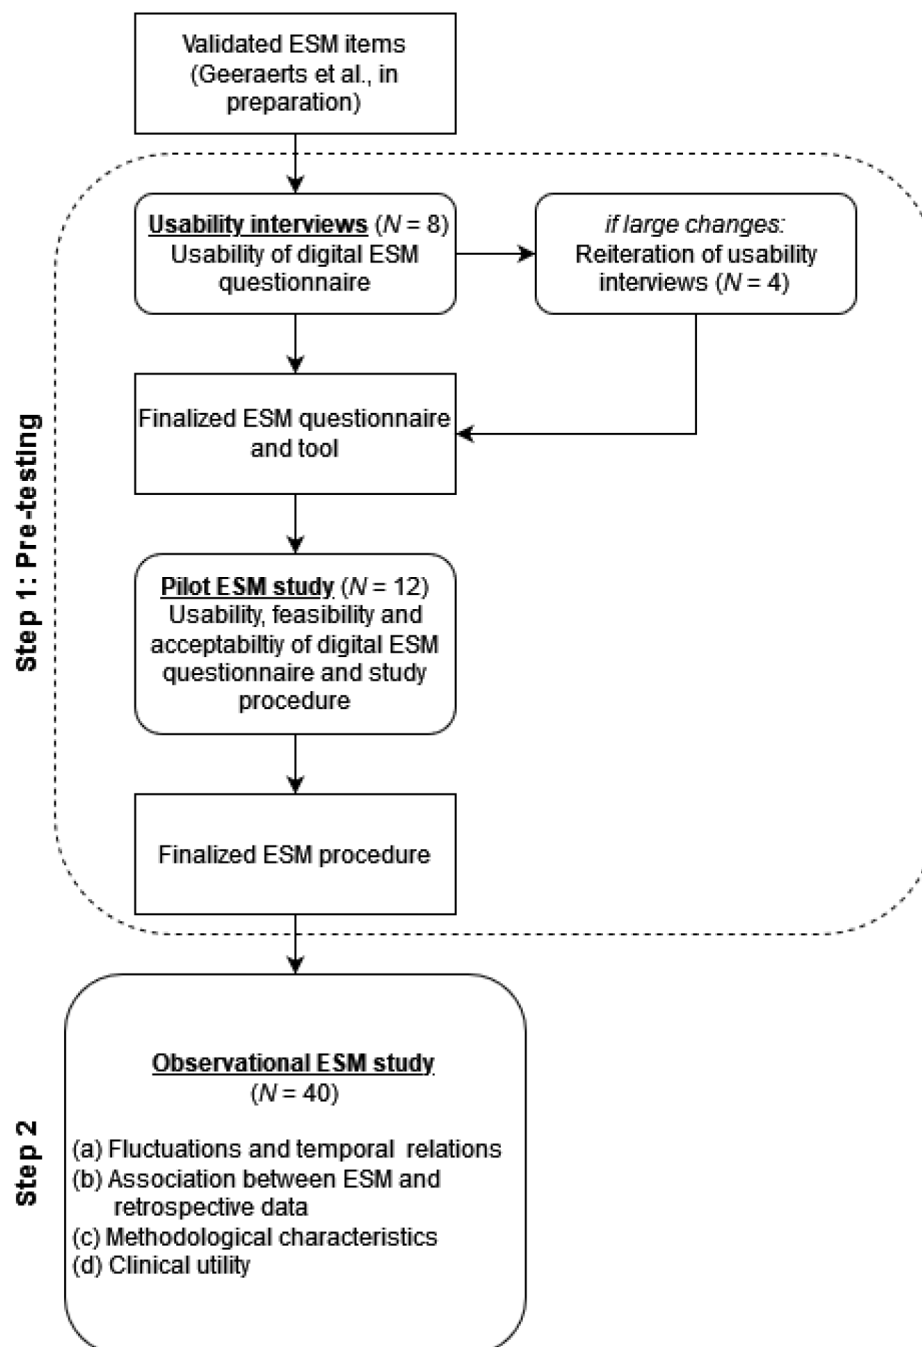 Validated ESM items
(Geeraerts et al., in
preparation)
Usability interviews (N = 8)
Usability of digital ESM
questionnaire
if large changes:
Reiteration of usability
interviews (N = 4)
Finalized ESM questionnaire
and tool
Step 1: Pre-testing
Pilot ESM study (N = 12)
Usability, feasibility and
acceptabiltiy of digital ESM
questionnaire and study
procedure
Finalized ESM procedure
Step 2
Observational ESM study
(N = 40)
(a) Fluctuations and temporal relations
(b) Association between ESM and
retrospective data
(c) Methodological characteristics
(d) Clinical utility